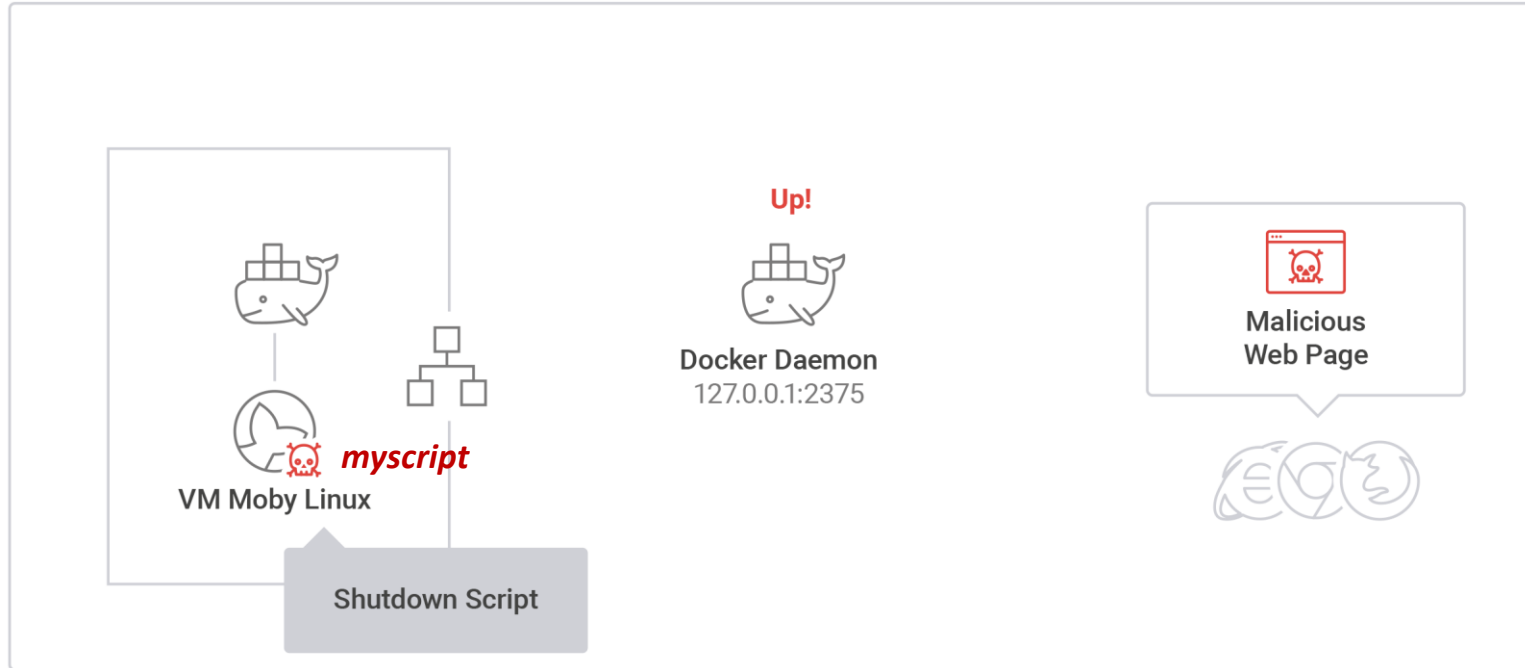 myscript
VM Moby Linux
Shutdown Script
Up!
Docker Daemon
127.0.0.1:2375
Malicious
Web Page